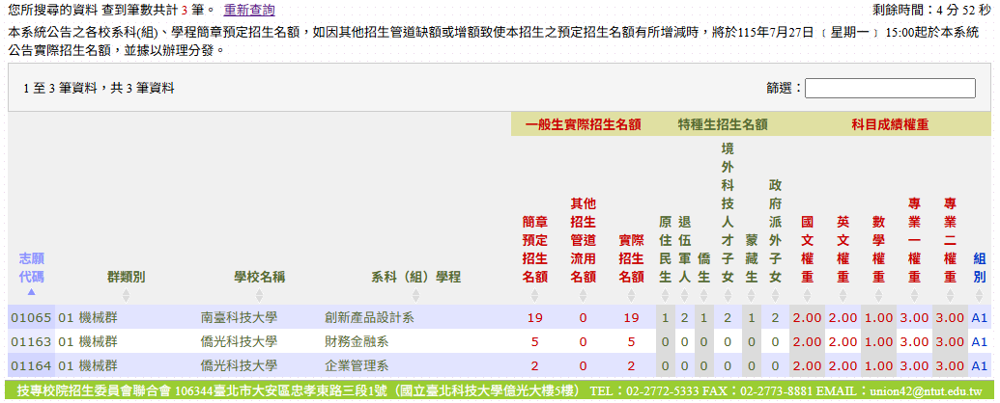 您所搜尋的資料 查到筆數共計 3 筆。 重新查詢 剩餘時間：4 分 52 秒
本系統公告之各校系科(組)、學程簡章預定招生名額，如因其他招生管道缺額或增額致使本招生之預定招生名額有所增減時，將於115年7月27日﹝星期一﹞15:00起於本系統
公告實際招生名額，並據以辦理分發。
1 至 3 筆資料，共 3 筆資料 篩選：
一般生實際招生名額 特種生招生名額 科目成績權重
志願代碼 群類別 學校名稱 系科（組）學程 簡章預定招生名額 其他招生管道流用名額 實際招生名額 原住民生 退伍軍人 僑生 境外科技人才子女 蒙藏生 政府派外子女 國文權重 英文權重 數學權重 專業一權重 專業二權重 組別
01065 01 機械群 南臺科技大學 創新產品設計系 19 0 19 1 2 1 2 1 2 2.00 2.00 1.00 3.00 3.00 A1
01163 01 機械群 僑光科技大學 財務金融系 5 0 5 0 0 0 0 0 0 2.00 2.00 1.00 3.00 3.00 A1
01164 01 機械群 僑光科技大學 企業管理系 2 0 2 0 0 0 0 0 0 2.00 2.00 1.00 3.00 3.00 A1
技專校院招生委員會聯合會 106344臺北市大安區忠孝東路三段1號（國立臺北科技大學億光大樓5樓） TEL：02-2772-5333 FAX：02-2773-8881 EMAIL：union42@ntut.edu.tw